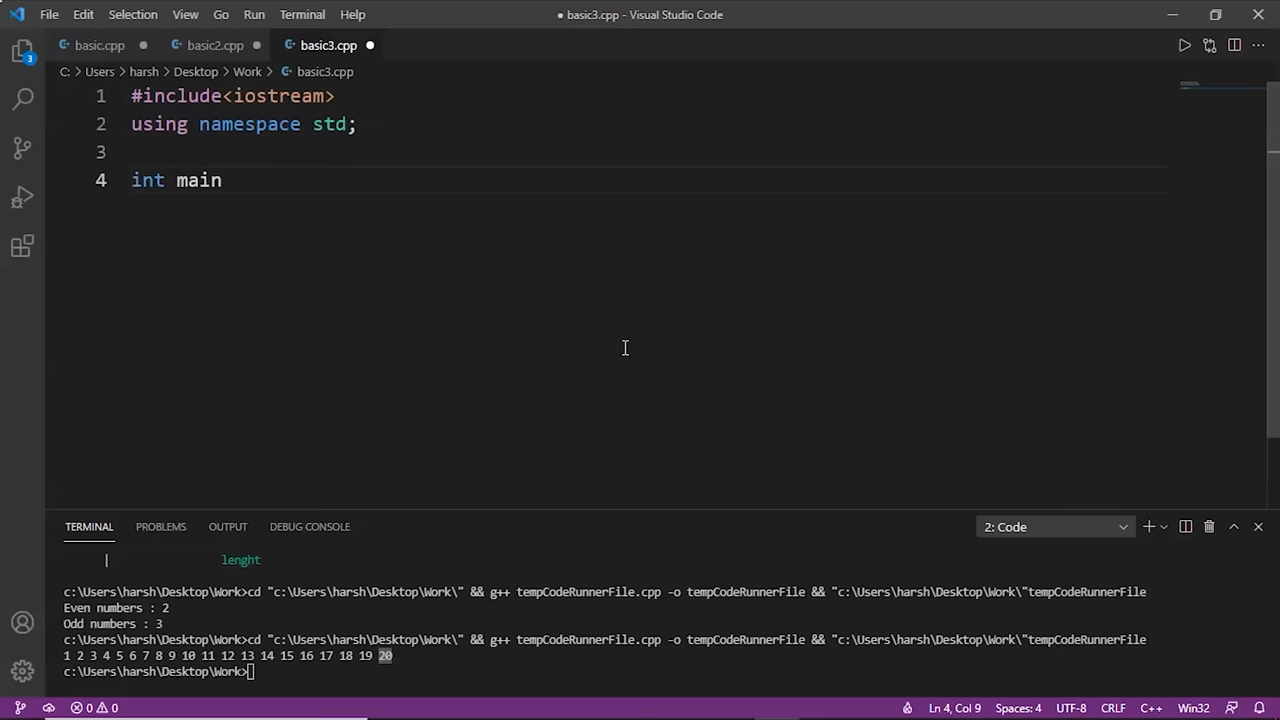 File Edit Selection View Go Run Terminal Help ● basic3.cpp - Visual Studio Code
basic.cpp ● basic2.cpp ● basic3.cpp ●
C: > Users > harsh > Desktop > Work > basic3.cpp
1 #include<iostream>
2 using namespace std;
3
4 int main
TERMINAL PROBLEMS OUTPUT DEBUG CONSOLE 2: Code
| lenght
c:\Users\harsh\Desktop\Work>cd "c:\Users\harsh\Desktop\Work\" && g++ tempCodeRunnerFile.cpp -o tempCodeRunnerFile && "c:\Users\harsh\Desktop\Work\"tempCodeRunnerFile
Even numbers : 2
Odd numbers : 3
c:\Users\harsh\Desktop\Work>cd "c:\Users\harsh\Desktop\Work\" && g++ tempCodeRunnerFile.cpp -o tempCodeRunnerFile && "c:\Users\harsh\Desktop\Work\"tempCodeRunnerFile
1 2 3 4 5 6 7 8 9 10 11 12 13 14 15 16 17 18 19 20
c:\Users\harsh\Desktop\Work>
3
0 0 Ln 4, Col 9 Spaces: 4 UTF-8 CRLF C++ Win32